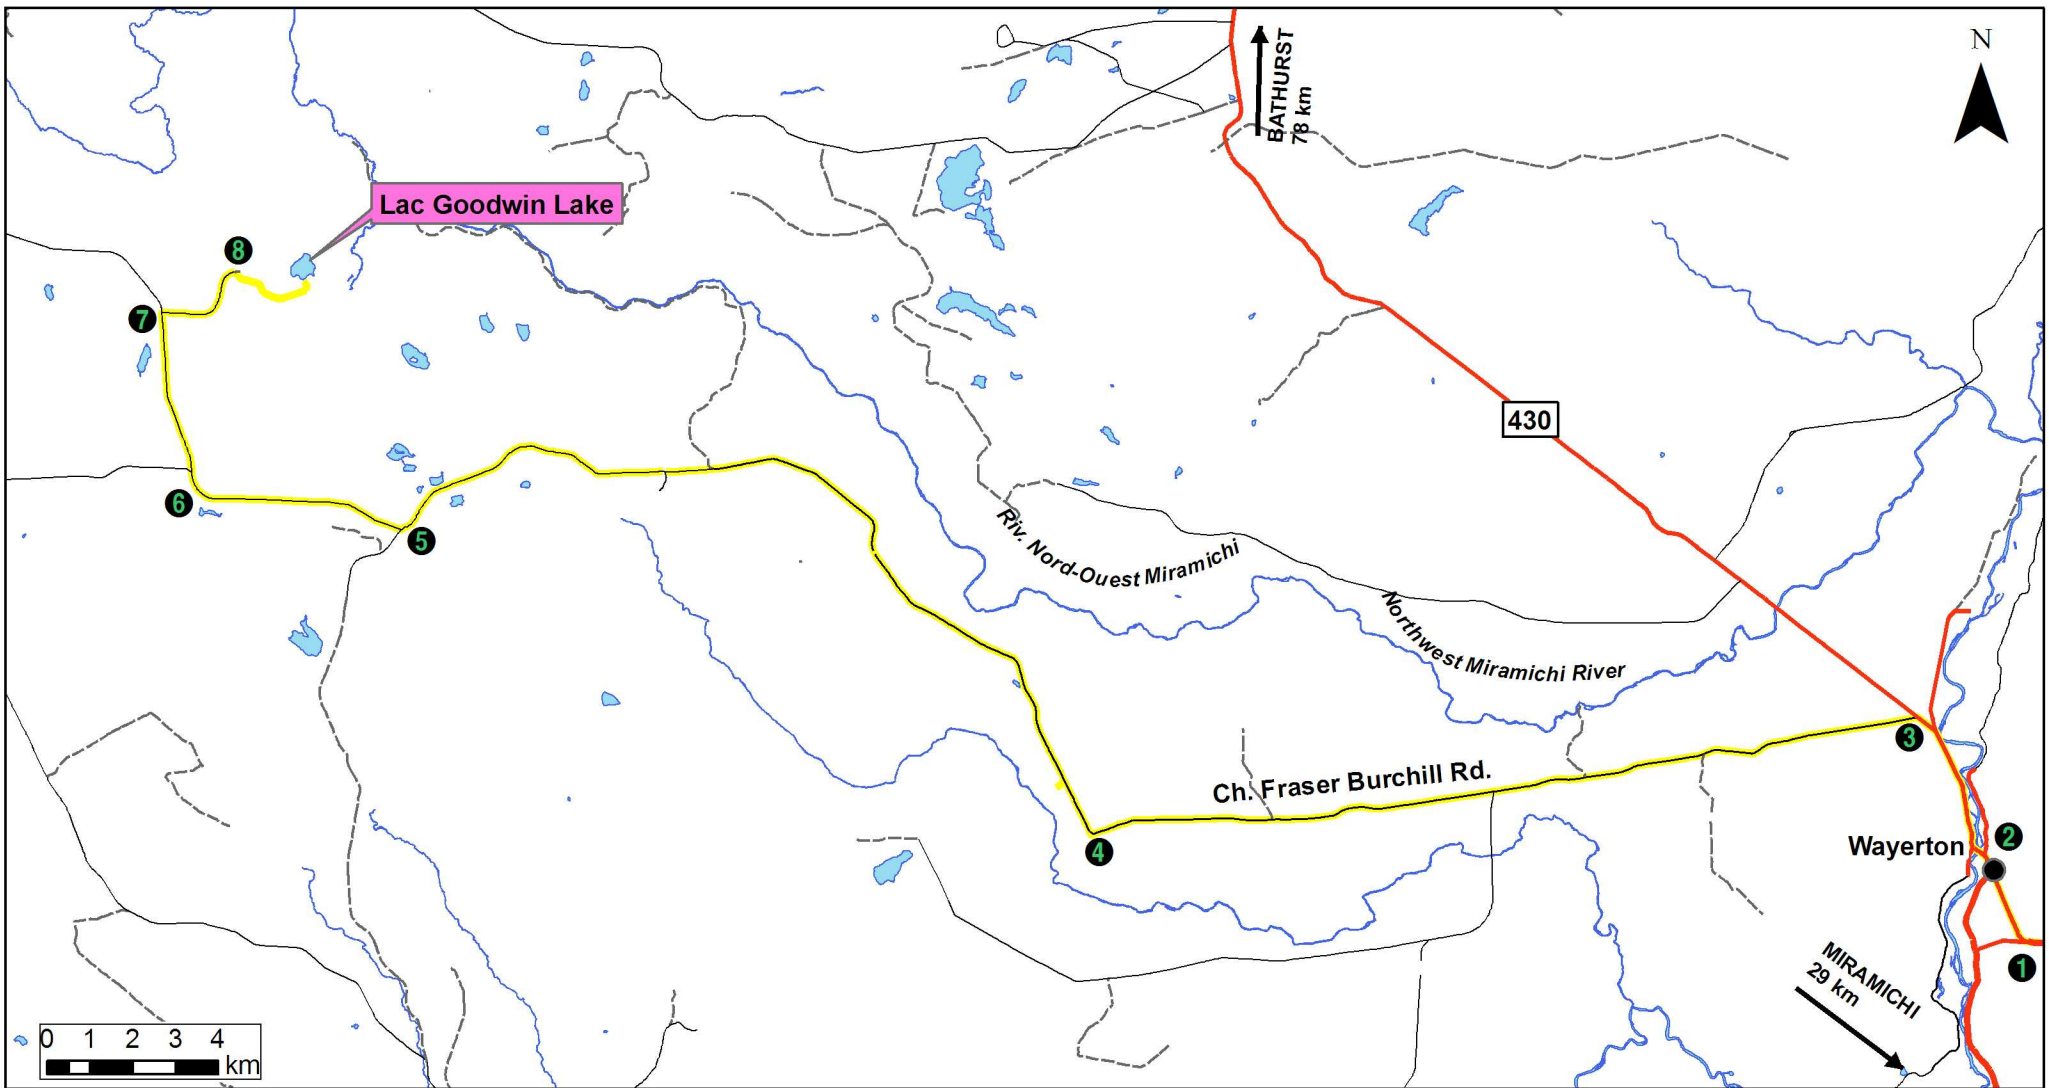 N
BATHURST
78 km
Lac Goodwin Lake
8
7
430
6
5
Riv. Nord-Ouest Miramichi
Northwest Miramichi River
3
Ch. Fraser Burchill Rd.
4
Wayerton
2
MIRAMICHI
29 km
1
0 1 2 3 4
km